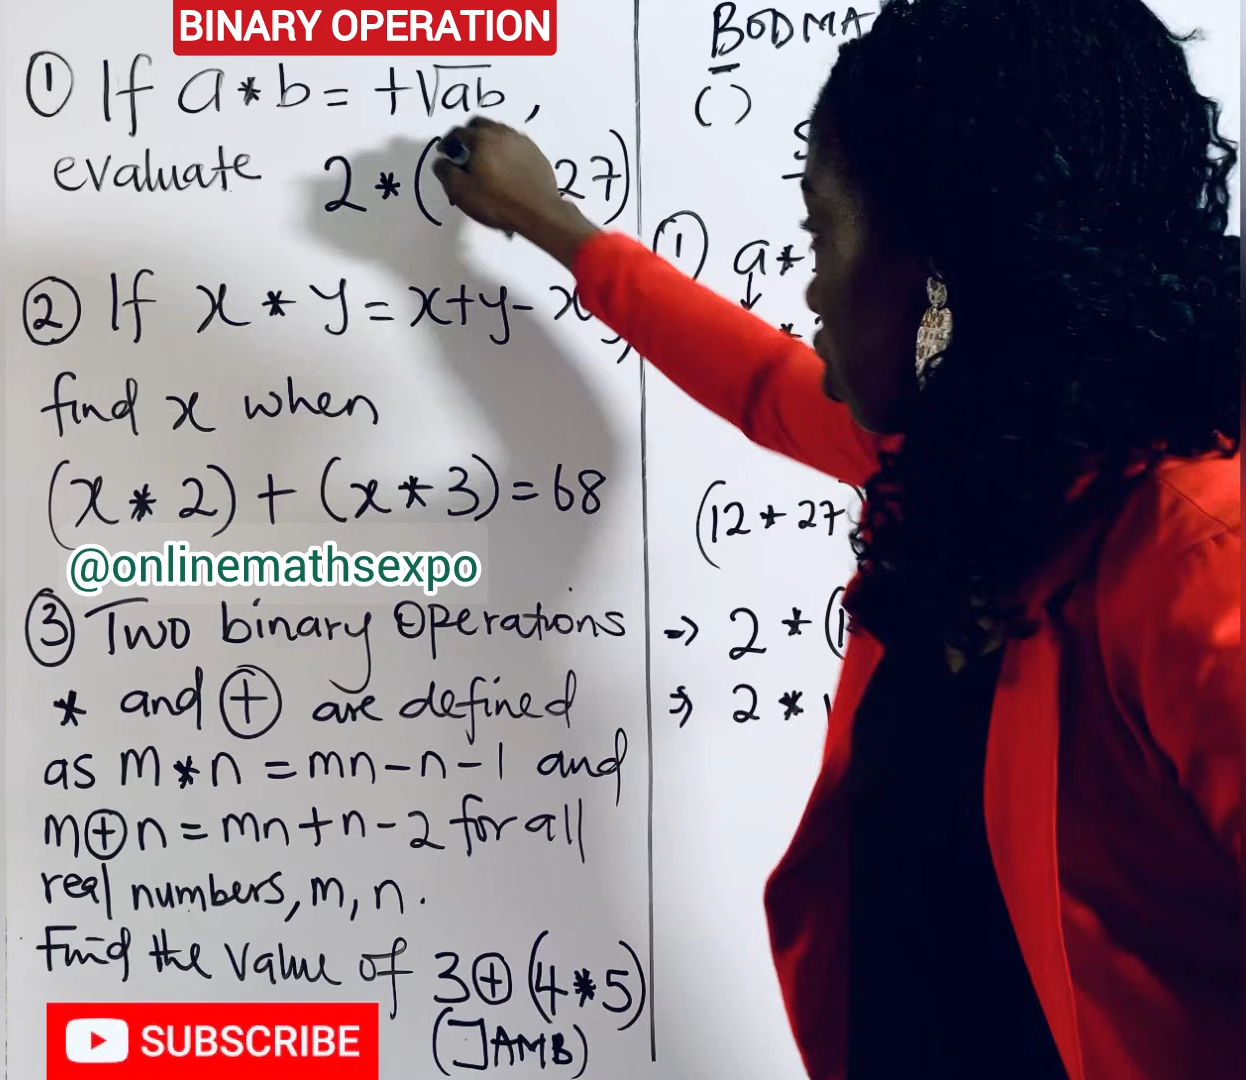 BINARY OPERATION
① If a * b = +√ab ,
evaluate 2 * ( 27)
② If x * y = x+y- x ,
find x when
(x * 2) + (x * 3) = 68
@onlinemathsexpo
③ Two binary operations
* and ⊕ are defined
as m * n = mn - n - 1 and
m ⊕ n = mn + n - 2 for all
real numbers, m, n.
Find the value of 3 ⊕ (4 * 5)
(JAMB)
SUBSCRIBE
BODMA
( )
① a *
↓
(12 * 27
⇒ 2 * (1
⇒ 2 *